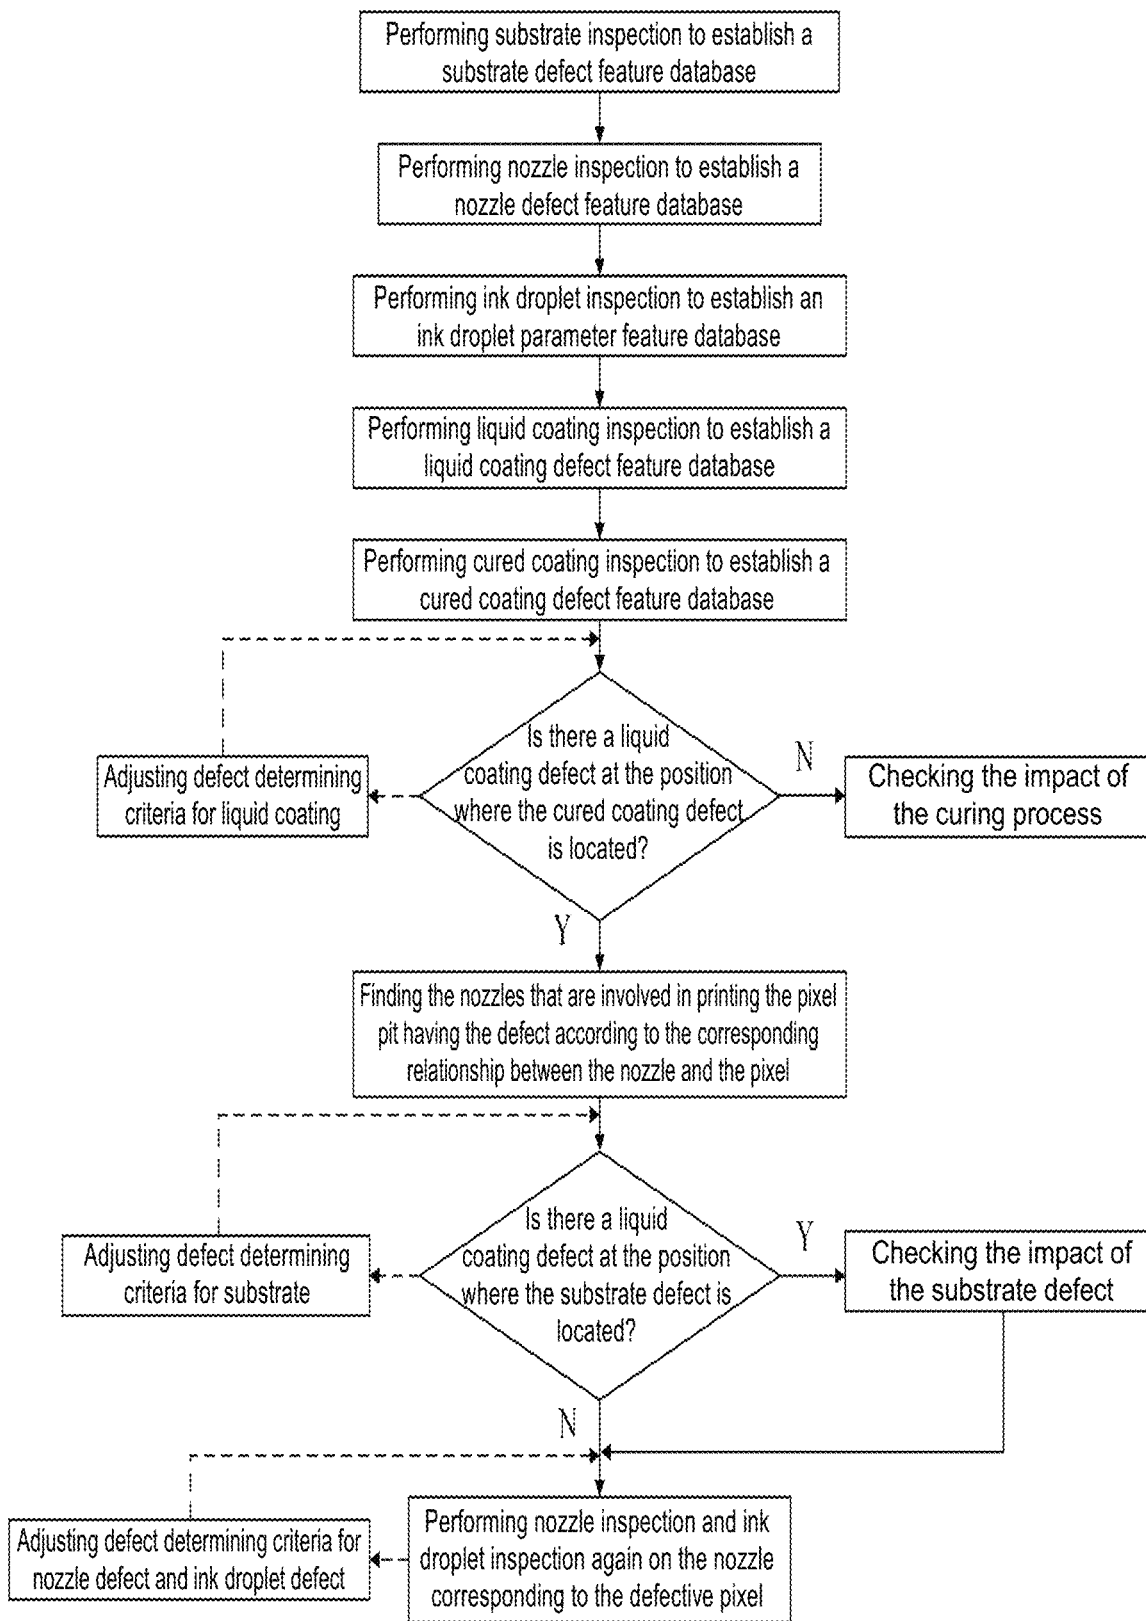 Performing substrate inspection to establish a
substrate defect feature database
Performing nozzle inspection to establish a
nozzle defect feature database
Performing ink droplet inspection to establish an
ink droplet parameter feature database
Performing liquid coating inspection to establish a
liquid coating defect feature database
Performing cured coating inspection to establish a
cured coating defect feature database
Is there a liquid
coating defect at the position
where the cured coating defect
is located?
N
Checking the impact of
the curing process
Adjusting defect determining
criteria for liquid coating
Y
Finding the nozzles that are involved in printing the pixel
pit having the defect according to the corresponding
relationship between the nozzle and the pixel
Is there a liquid
coating defect at the position
where the substrate defect is
located?
Y
Checking the impact of
the substrate defect
Adjusting defect determining
criteria for substrate
N
Performing nozzle inspection and ink
droplet inspection again on the nozzle
corresponding to the defective pixel
Adjusting defect determining criteria for
nozzle defect and ink droplet defect